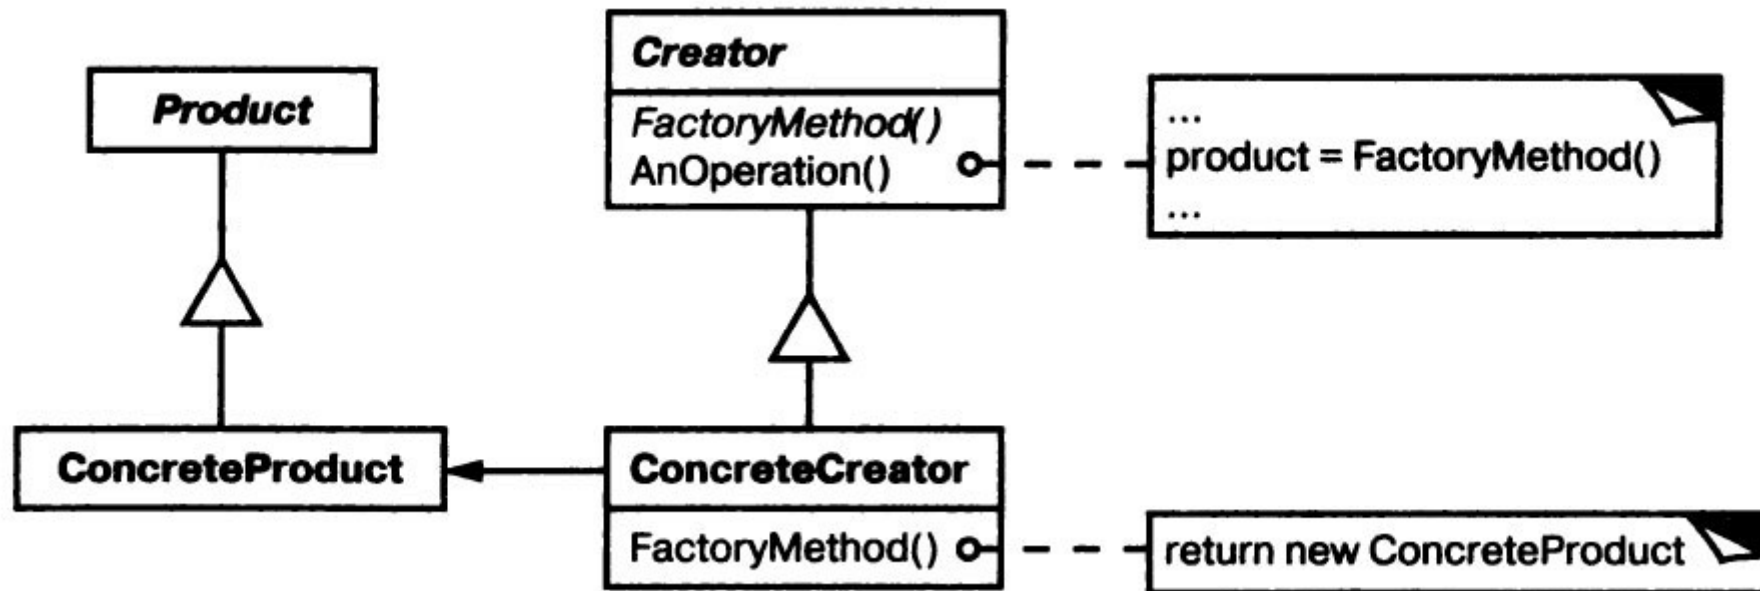 Product
Creator
FactoryMethod()
AnOperation()
...
product = FactoryMethod()
...
ConcreteProduct
ConcreteCreator
FactoryMethod()
return new ConcreteProduct